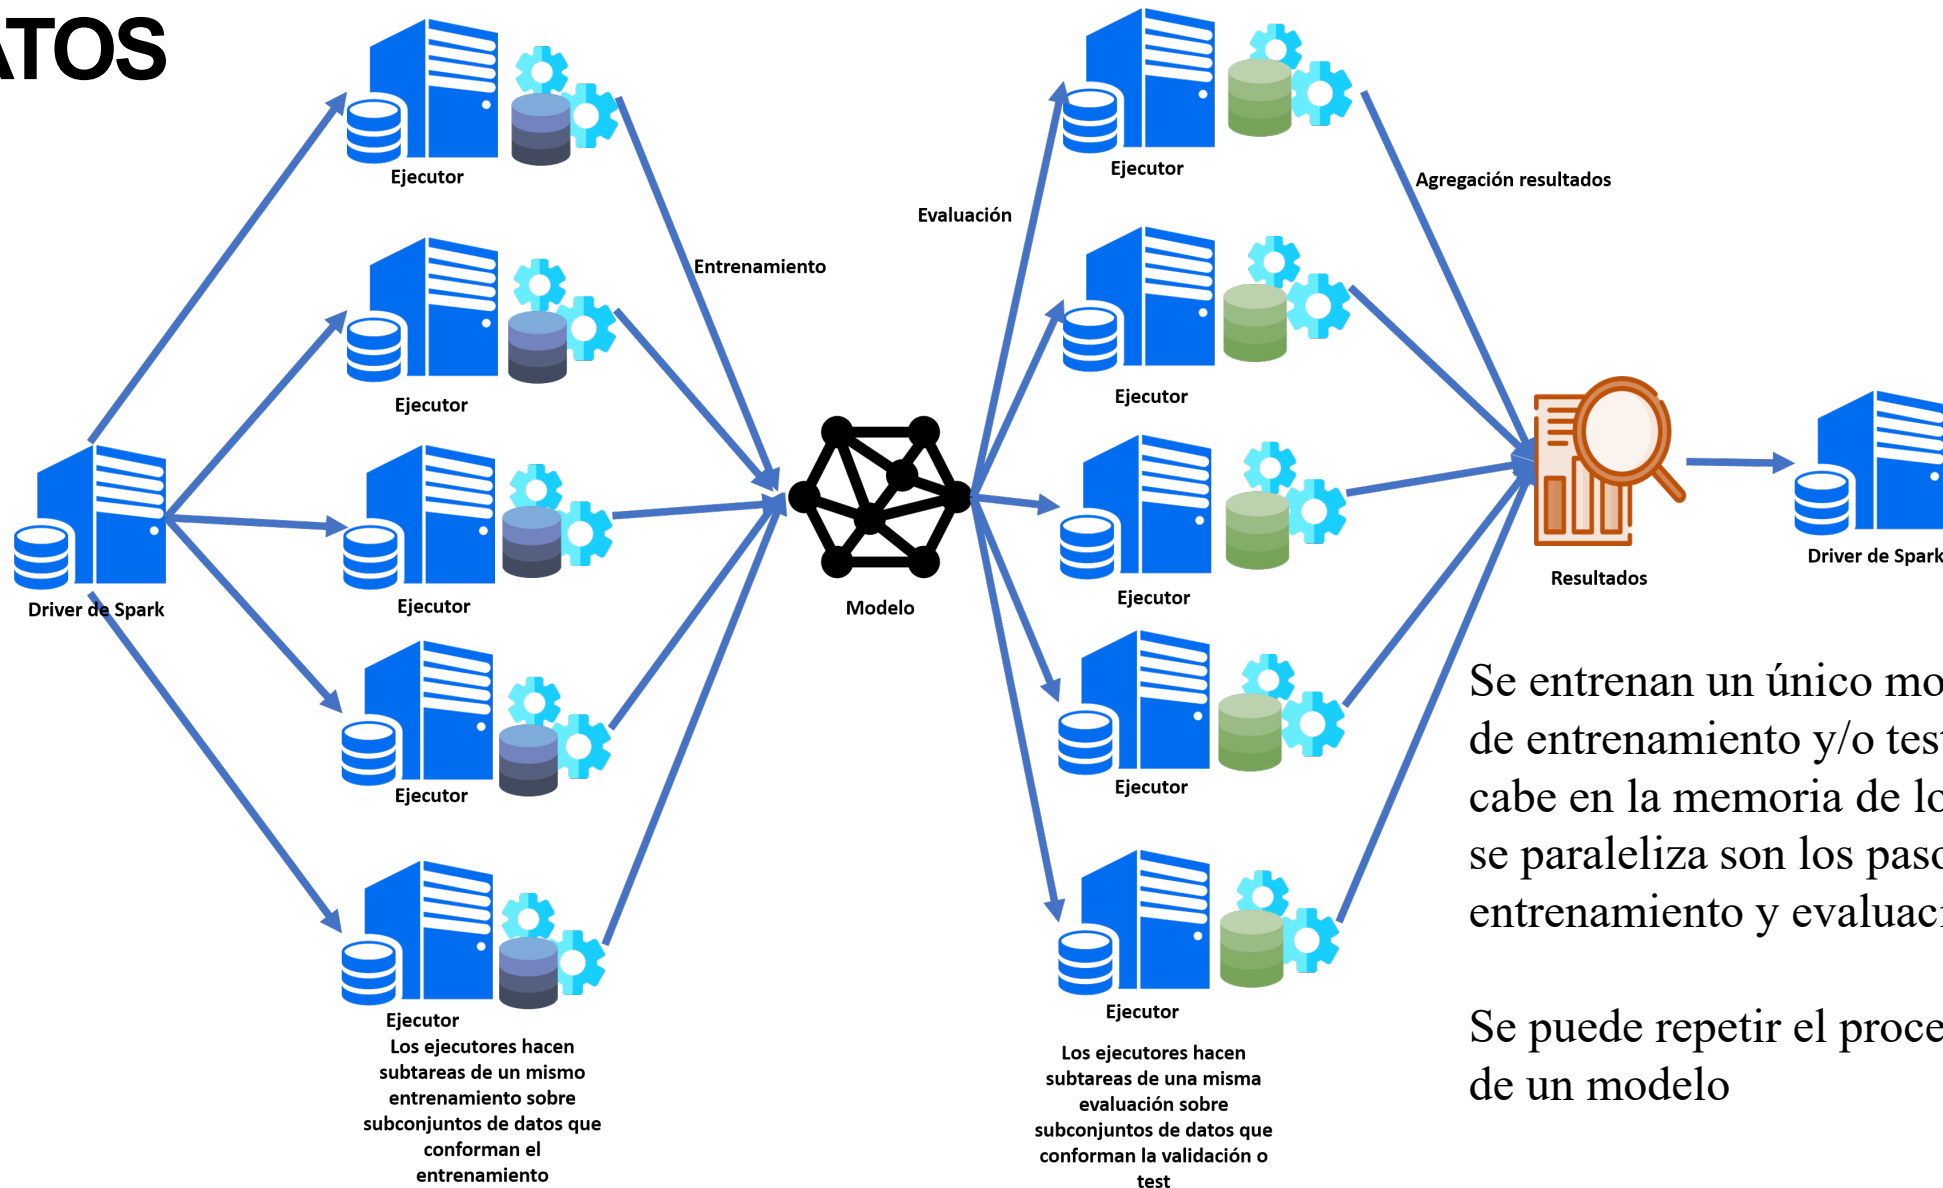 ATOS
Ejecutor
Ejecutor
Agregación resultados
Evaluación
Entrenamiento
Ejecutor
Ejecutor
Driver de Spark
Resultados
Ejecutor
Ejecutor
Modelo
Driver de Spark
Se entrenan un único mo
de entrenamiento y/o test
cabe en la memoria de lo
se paraleliza son los paso
entrenamiento y evaluaci
Ejecutor
Ejecutor
Ejecutor
Ejecutor
Los ejecutores hacen
subtareas de un mismo
entrenamiento sobre
subconjuntos de datos que
conforman el
entrenamiento
Los ejecutores hacen
subtareas de una misma
evaluación sobre
subconjuntos de datos que
conforman la validación o
test
Se puede repetir el proce
de un modelo